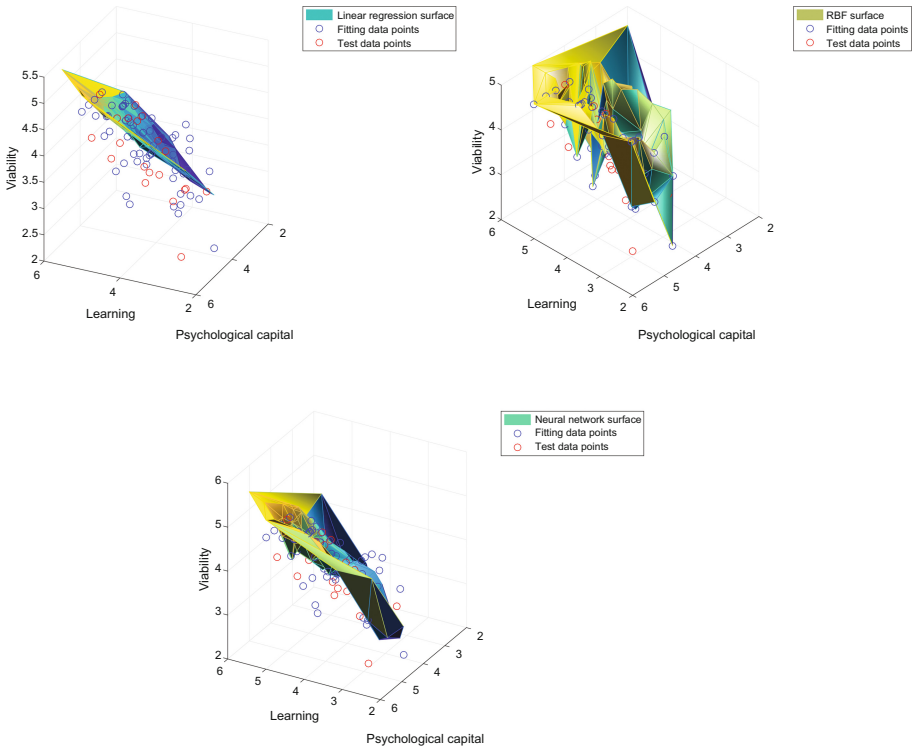 Linear regression surface
Fitting data points
Test data points
5.5
5
4.5
4
3.5
3
2.5
2
Viability
6
4
2
Learning
6
4
2
Psychological capital
RBF surface
Fitting data points
Test data points
5
4
3
2
Viability
6
5
4
3
2
Learning
6
5
4
3
2
Psychological capital
Neural network surface
Fitting data points
Test data points
6
5
4
3
2
Viability
6
5
4
3
2
Learning
6
5
4
3
2
Psychological capital